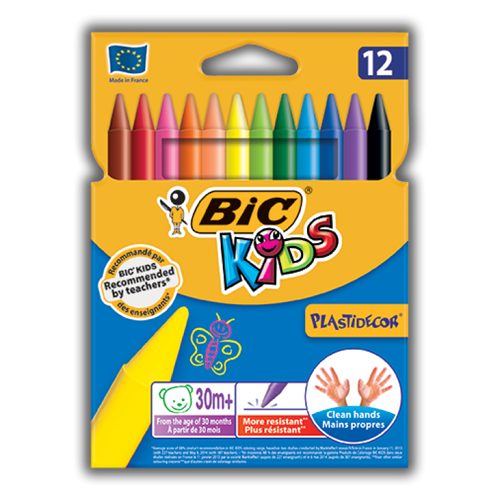 Made in France
12
BiC
KiDS
Recommandé par
BIC® KIDS
Recommended
by teachers*
des enseignants*
PLASTIDECOR®
30m+
From the age of 30 months
À partir de 30 mois
More resistant**
Plus résistant**
Clean hands
Mains propres